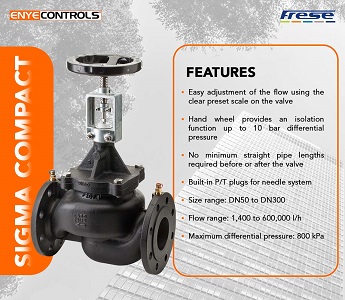 ENYECONTROLS
Frese
SIGMA COMPACT
FEATURES
• Easy adjustment of the flow using the
clear preset scale on the valve
• Hand wheel provides an isolation
function up to 10 bar differential
pressure
• No minimum straight pipe lengths
required before or after the valve
• Built-in P/T plugs for needle system
• Size range: DN50 to DN300
• Flow range: 1,400 to 600,000 l/h
• Maximum differential pressure: 800 kPa